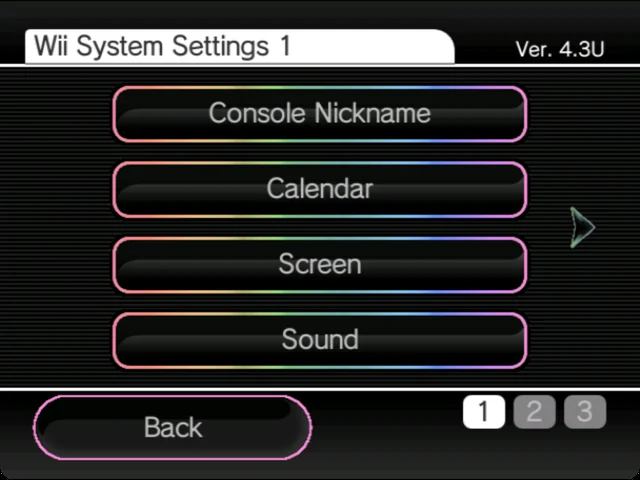 Wii System Settings 1
Ver. 4.3U
Console Nickname
Calendar
Screen
Sound
Back
1 2 3